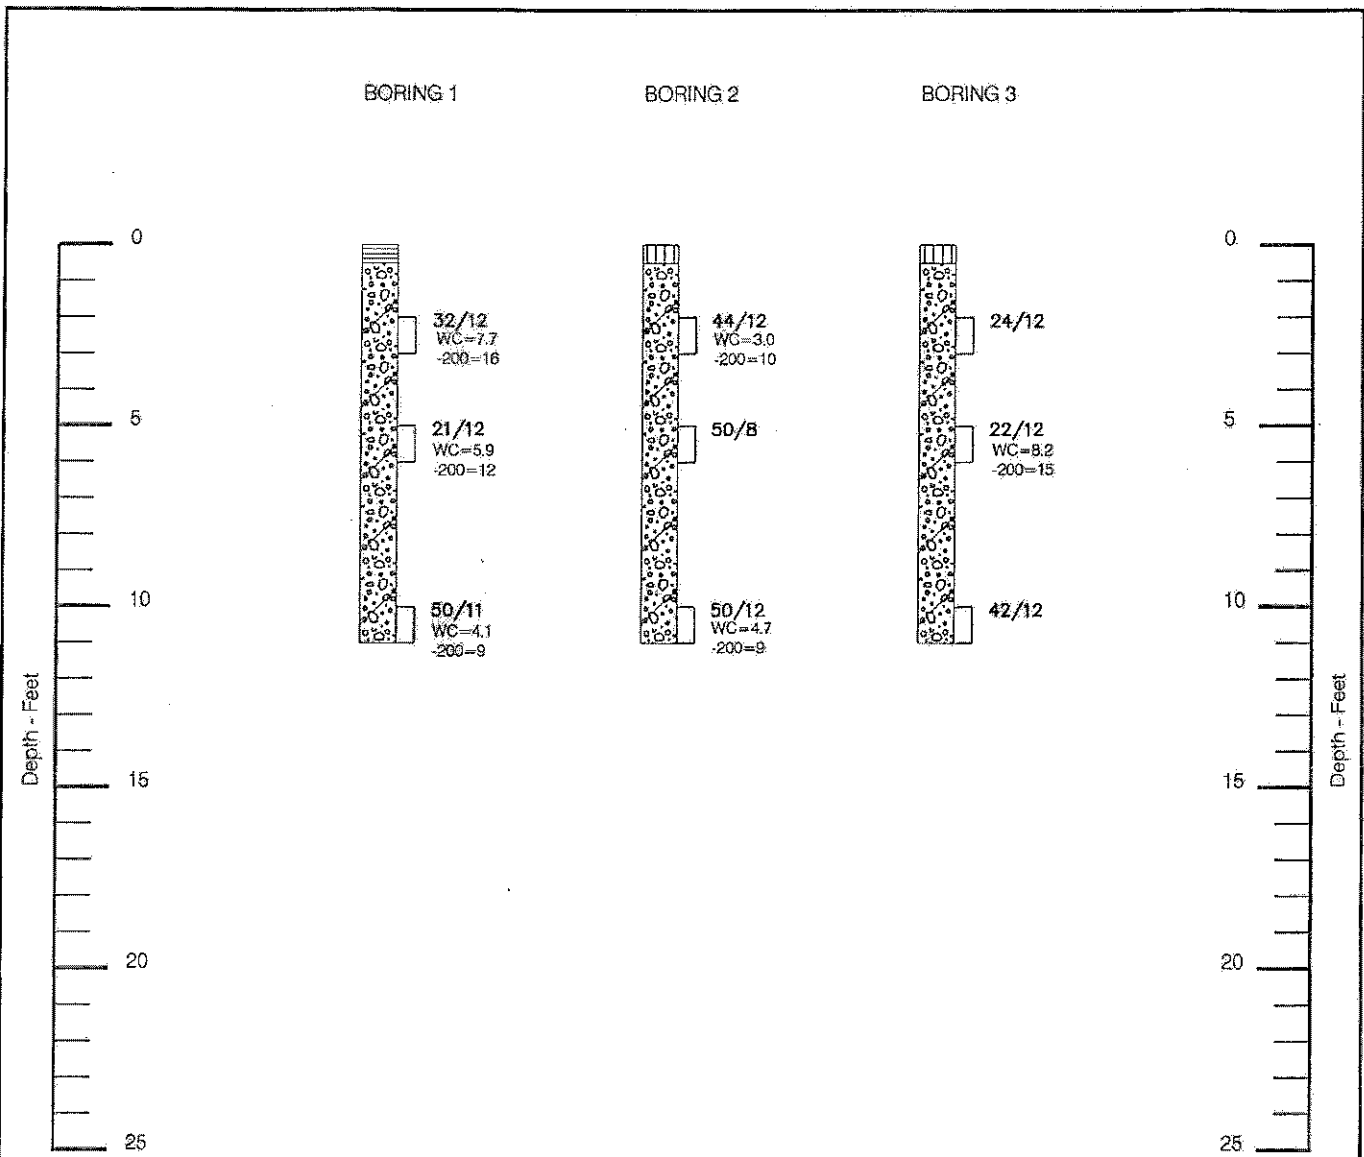 BORING 1
BORING 2
BORING 3
0
0
32/12
WC=7.7
-200=16
44/12
WC=3.0
-200=10
24/12
5
21/12
WC=5.9
-200=12
50/8
22/12
WC=8.2
-200=15
5
10
50/11
WC=4.1
-200=9
50/12
WC=4.7
-200=9
42/12
10
Depth - Feet
Depth - Feet
15
15
20
20
25
25